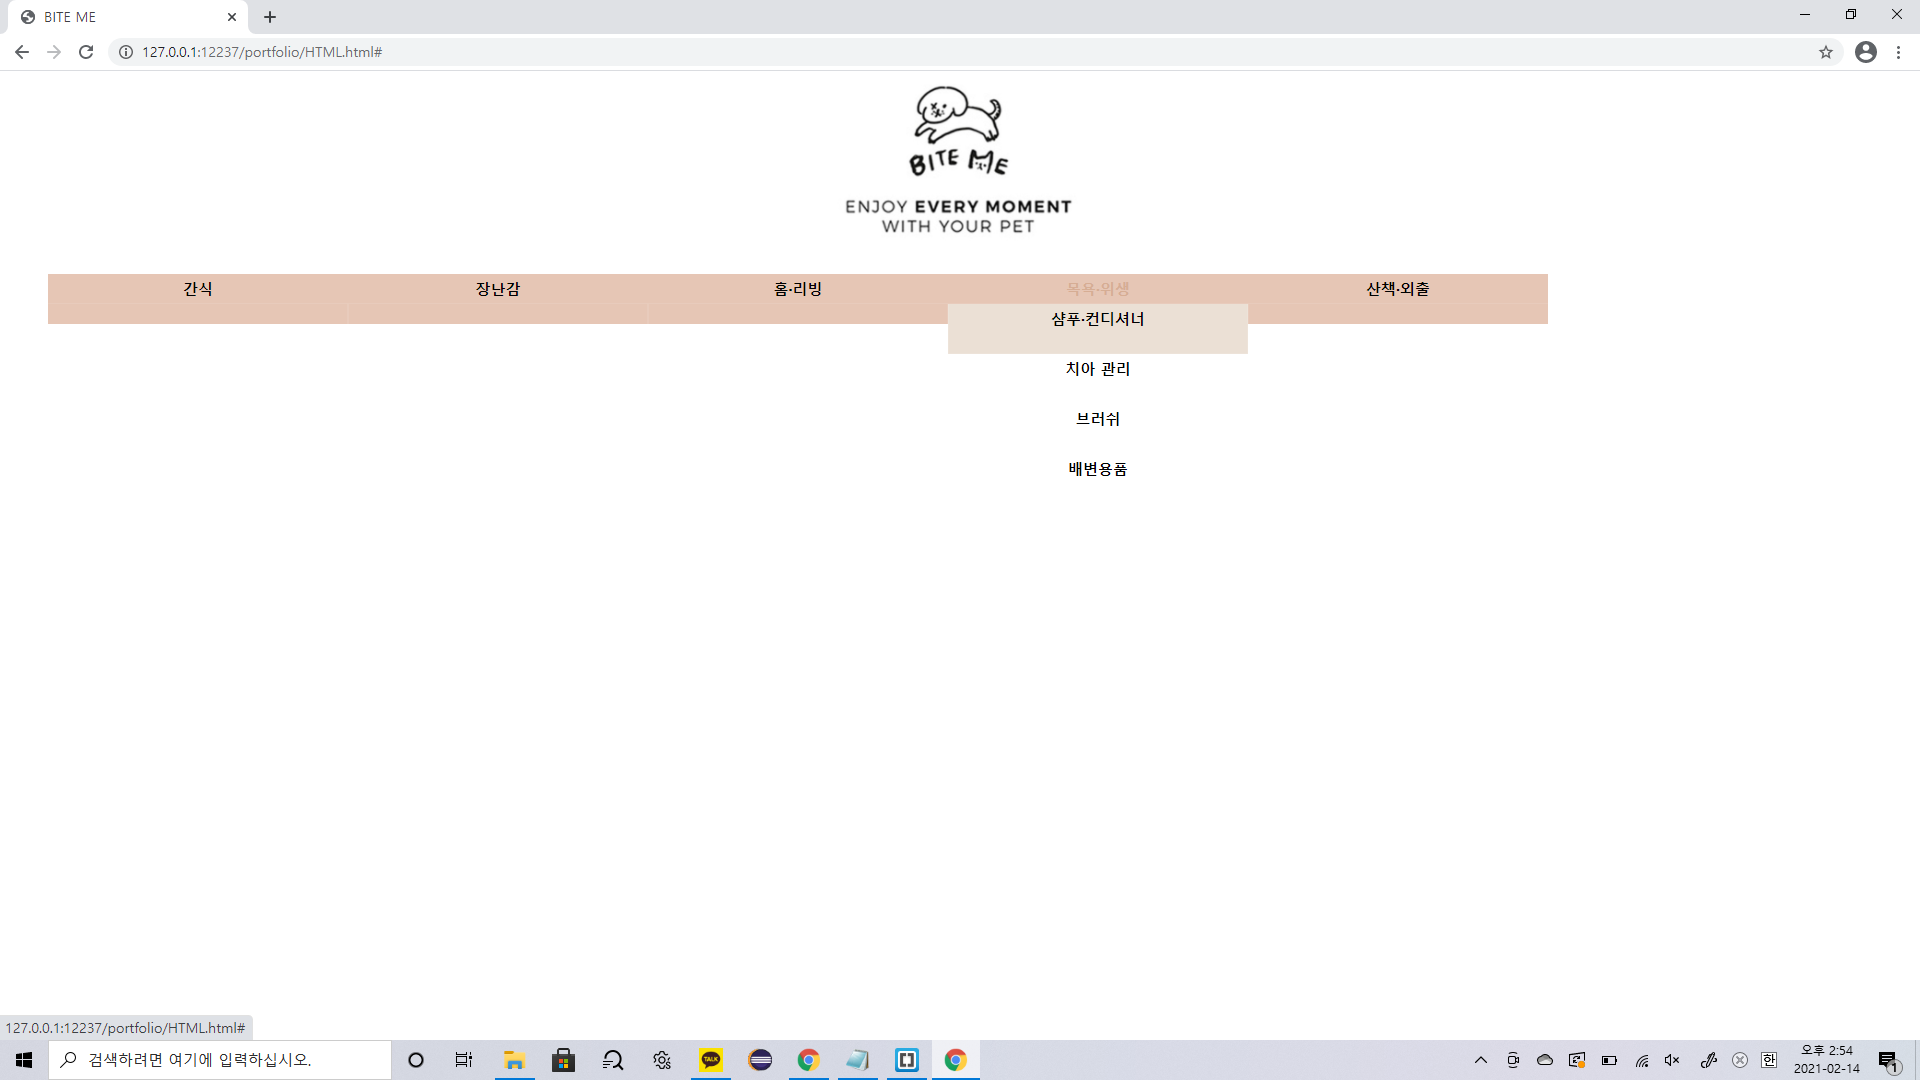 BITE ME
127.0.0.1:12237/portfolio/HTML.html#
BITE ME
ENJOY EVERY MOMENT
WITH YOUR PET
간식 장난감 홈·리빙 목욕·위생 산책·외출
샴푸·컨디셔너
치아 관리
브러쉬
배변용품
127.0.0.1:12237/portfolio/HTML.html#
검색하려면 여기에 입력하십시오.
TALK
한
오후 2:54
2021-02-14
1